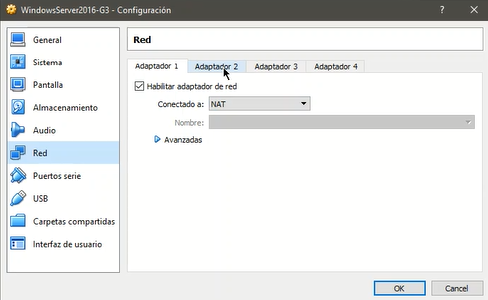 WindowsServer2016-G3 - Configuración
? ×
General
Sistema
Pantalla
Almacenamiento
Audio
Red
Puertos serie
USB
Carpetas compartidas
Interfaz de usuario
Red
Adaptador 1 Adaptador 2 Adaptador 3 Adaptador 4
Habilitar adaptador de red
Conectado a: NAT
Nombre:
Avanzadas
OK Cancel